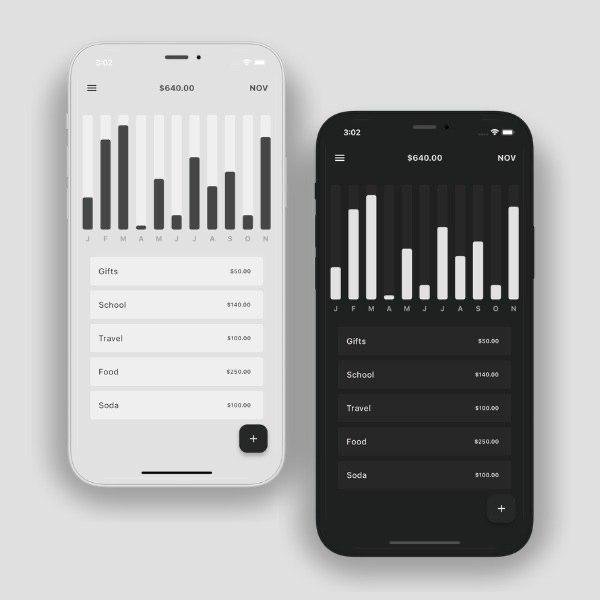 3:02
$640.00 NOV
J F M A M J J A S O N
Gifts $50.00
School $140.00
Travel $100.00
Food $250.00
Soda $100.00
+
3:02
$640.00 NOV
J F M A M J J A S O N
Gifts $50.00
School $140.00
Travel $100.00
Food $250.00
Soda $100.00
+